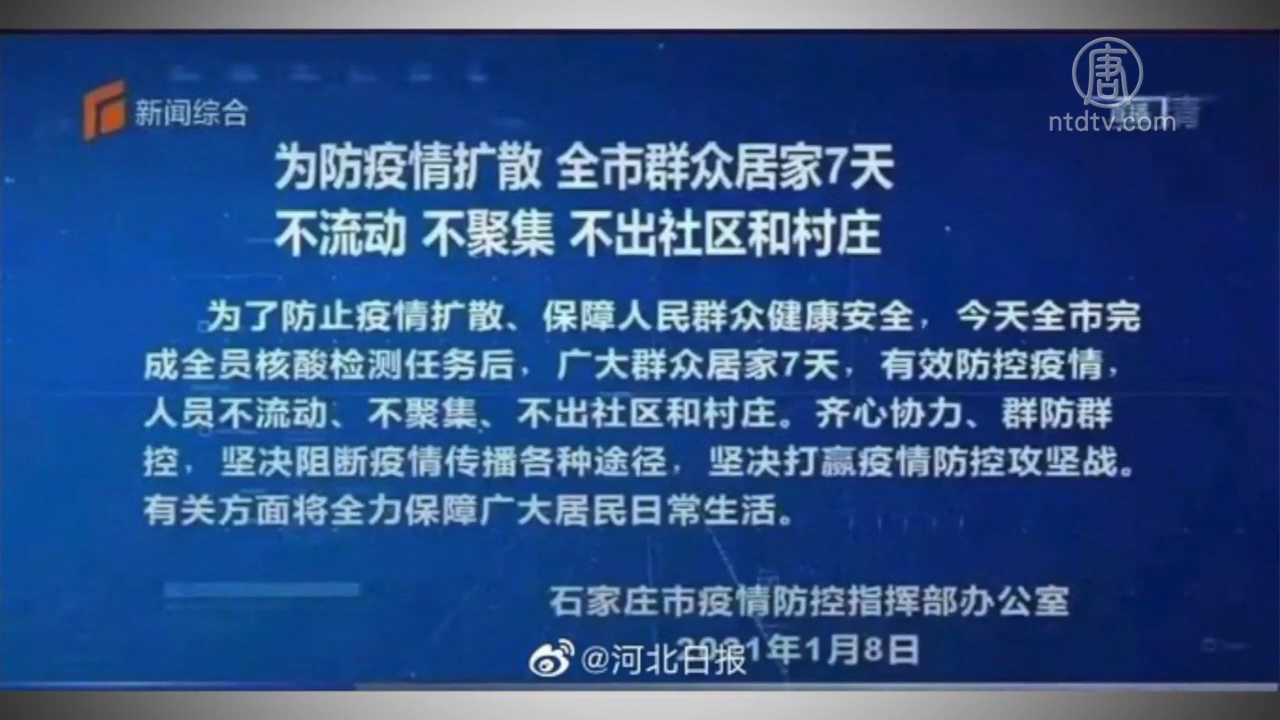 新闻综合
唐
ntdtv.com
为防疫情扩散 全市群众居家7天
不流动 不聚集 不出社区和村庄
为了防止疫情扩散、保障人民群众健康安全，今天全市完
成全员核酸检测任务后，广大群众居家7天，有效防控疫情，
人员不流动、不聚集、不出社区和村庄。齐心协力、群防群
控，坚决阻断疫情传播各种途径，坚决打赢疫情防控攻坚战。
有关方面将全力保障广大居民日常生活。
石家庄市疫情防控指挥部办公室
2021年1月8日
@河北日报